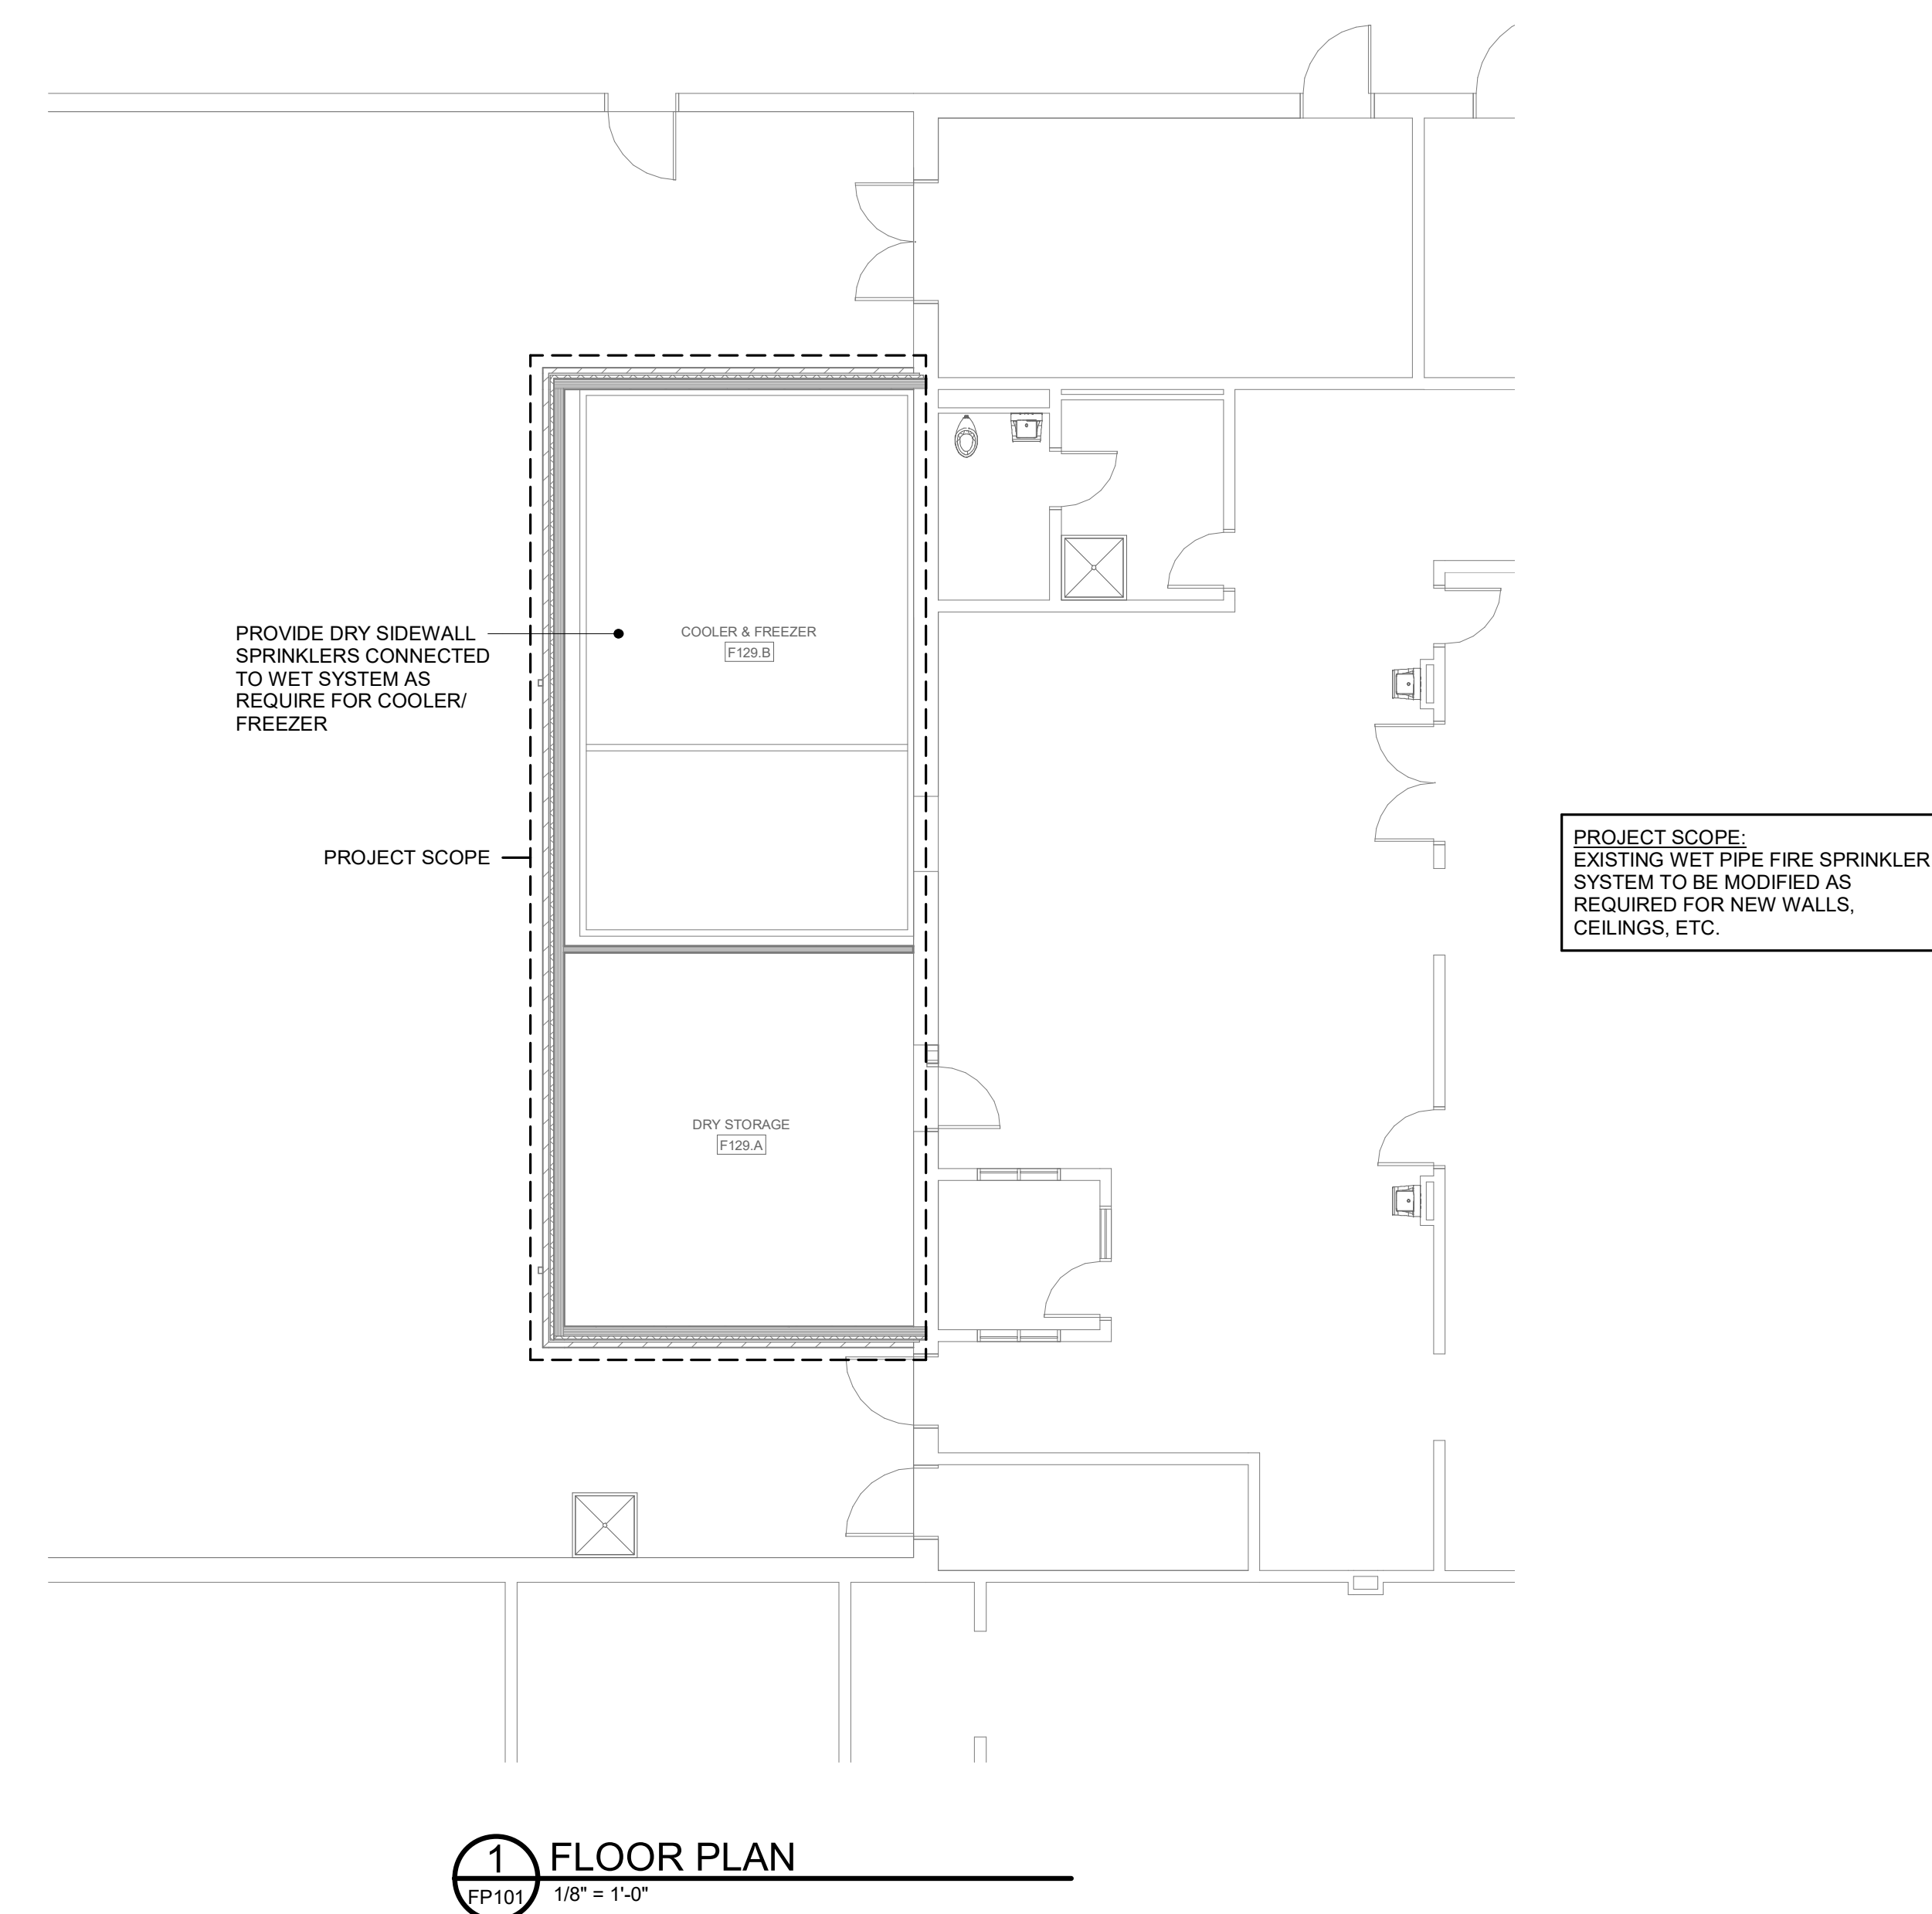 COOLER & FREEZER
F129.B
PROVIDE DRY SIDEWALL
SPRINKLERS CONNECTED
TO WET SYSTEM AS
REQUIRE FOR COOLER/
FREEZER
PROJECT SCOPE
PROJECT SCOPE:
EXISTING WET PIPE FIRE SPRINKLER
SYSTEM TO BE MODIFIED AS
REQUIRED FOR NEW WALLS,
CEILINGS, ETC.
DRY STORAGE
F129.A
1
FLOOR PLAN
FP101
1/8" = 1'-0"